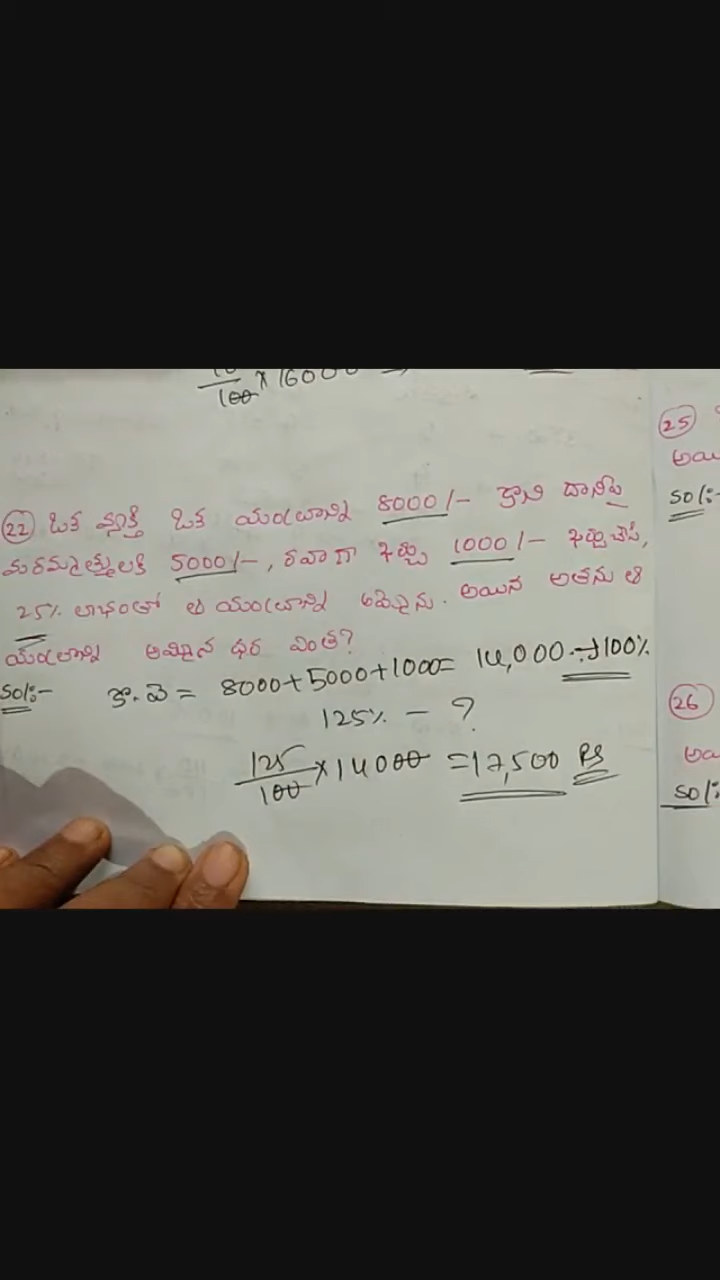 10/100 × 16000
22 ఒక వ్యక్తి ఒక యంత్రాన్ని 8000/- కొని దానిపై
మరమ్మత్తులకి 5000/-, రవాణా ఖర్చు 1000/- ఖర్చుచేసి,
25% లాభంతో ఆ యంత్రాన్ని అమ్మెను. అయిన అతను ఆ
యంత్రాన్ని అమ్మిన ధర ఎంత?
Sol:- కొ.వె = 8000+5000+1000= 14,000 → 100%
125% - ?
125/100 × 14000 = 17,500 Rs
25
Sol:-
26
Sol: